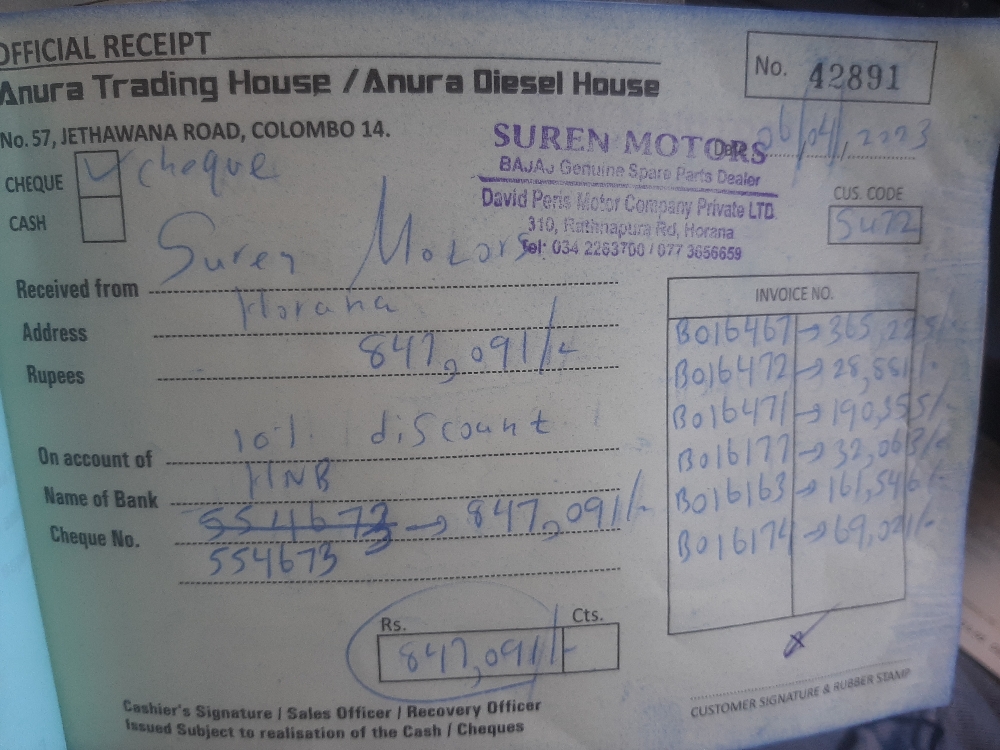 OFFICIAL RECEIPT
Anura Trading House / Anura Diesel House
No. 42891
No. 57, JETHAWANA ROAD, COLOMBO 14.
SUREN MOTORS
BAJAJ Genuine Spare Parts Dealer
David Peris Motor Company Private LTD
310, Rathnapura Rd, Horana
Tel: 034 2263700 / 077 3656659
Date 06/04/2023
CHEQUE cheque
CASH
CUS. CODE
Su72
Received from Suren Motors
Address Horana
Rupees 847,091/-
On account of 10% discount
Name of Bank HNB
Cheque No. 554673 → 847,091/-
554673
INVOICE NO.
B016467 → 365,225/-
B016472 → 28,881/-
B016471 → 190,355/-
B016177 → 32,063/-
B016163 → 161,546/-
B016174 → 69,021/-
Rs. Cts.
847,091/-
Cashier's Signature / Sales Officer / Recovery Officer
Issued Subject to realisation of the Cash / Cheques
CUSTOMER SIGNATURE & RUBBER STAMP